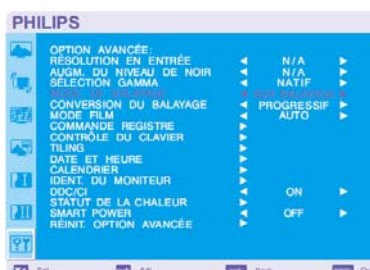 PHILIPS
OPTION AVANCÉE:
RÉSOLUTION EN ENTRÉE N/A
AUGM. DU NIVEAU DE NOIR N/A
SÉLECTION GAMMA NATIF
CONVERSION DU BALAYAGE PROGRESSIF
MODE FILM AUTO
COMMANDE REGISTRE
CONTRÔLE DU CLAVIER
TILING
DATE ET HEURE
CALENDRIER
IDENT. DU MONITEUR
DDC/CI ON
STATUT DE LA CHALEUR
SMART POWER OFF
RÉINIT. OPTION AVANCÉE